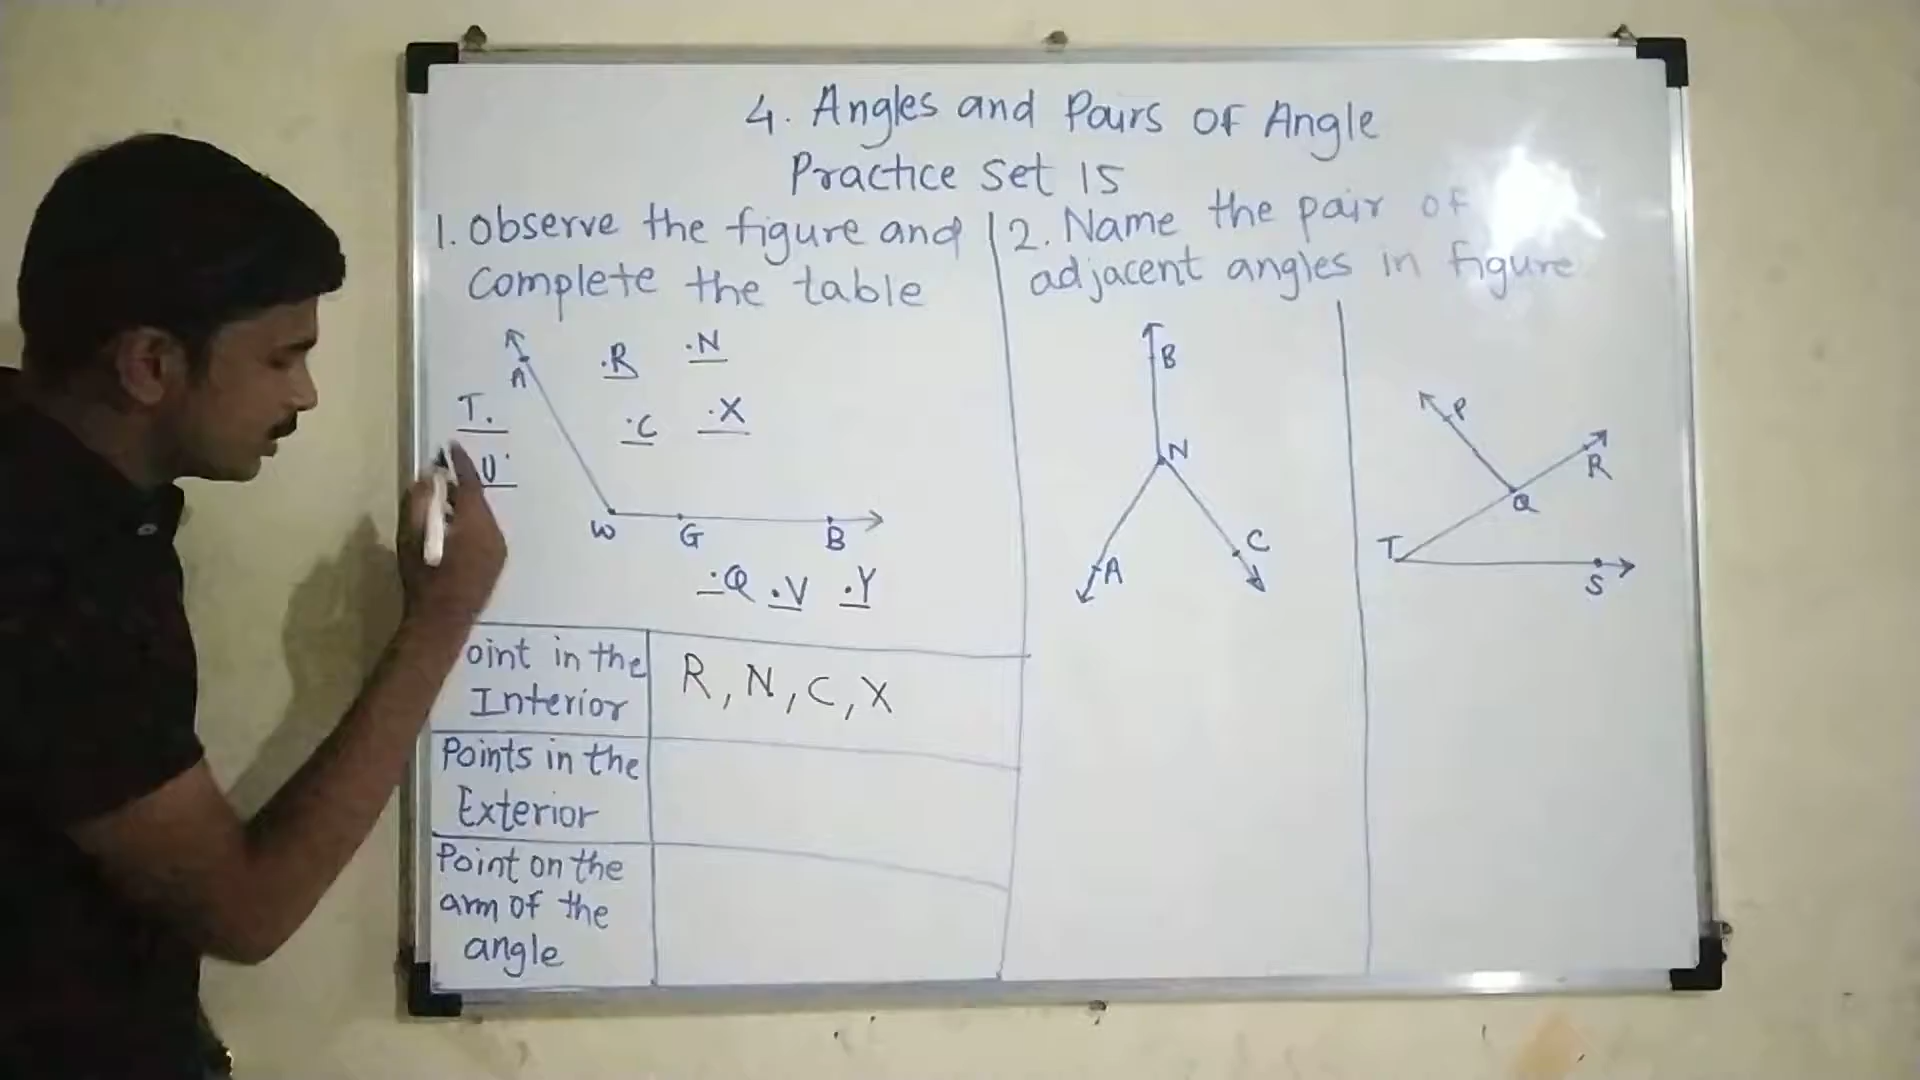 4. Angles and Pairs OF Angle
Practice Set 15
1. Observe the figure and
Complete the table
A
.R
.N
T.
.C
.X
U.
W
G
B
.Q
.V
.Y
oint in the
Interior
R, N, C, X
Points in the
Exterior
Point on the
arm of the
angle
2. Name the pair of
adjacent angles in figure
B
N
A
C
P
R
Q
T
S